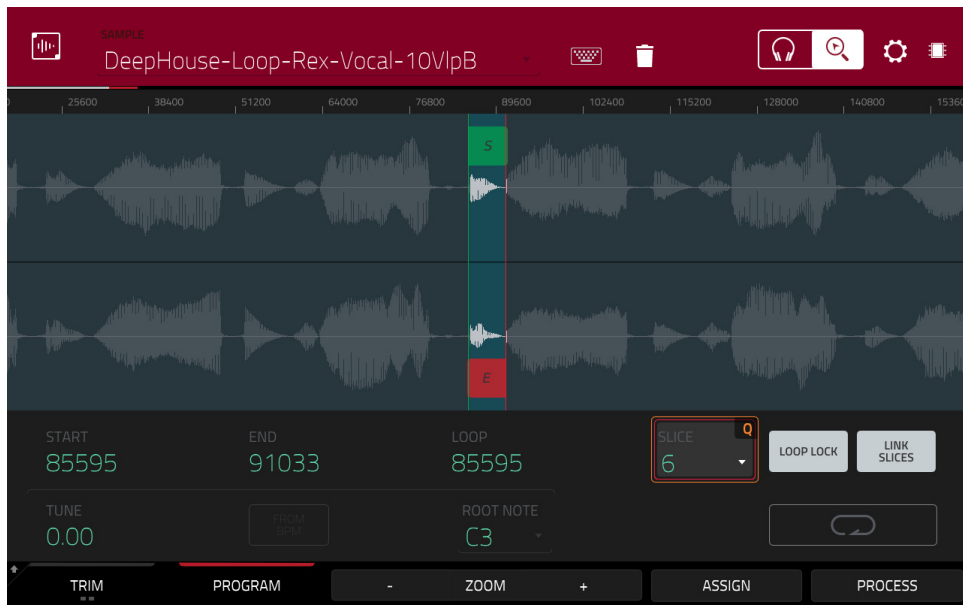 SAMPLE
DeepHouse-Loop-Rex-Vocal-10VlpB
25600 38400 51200 64000 76800 89600 102400 115200 128000 140800 1536
S
E
START END LOOP SLICE Q
85595 91033 85595 6 LOOP LOCK LINK SLICES
TUNE FROM BPM ROOT NOTE
0.00 C3
TRIM PROGRAM - ZOOM + ASSIGN PROCESS